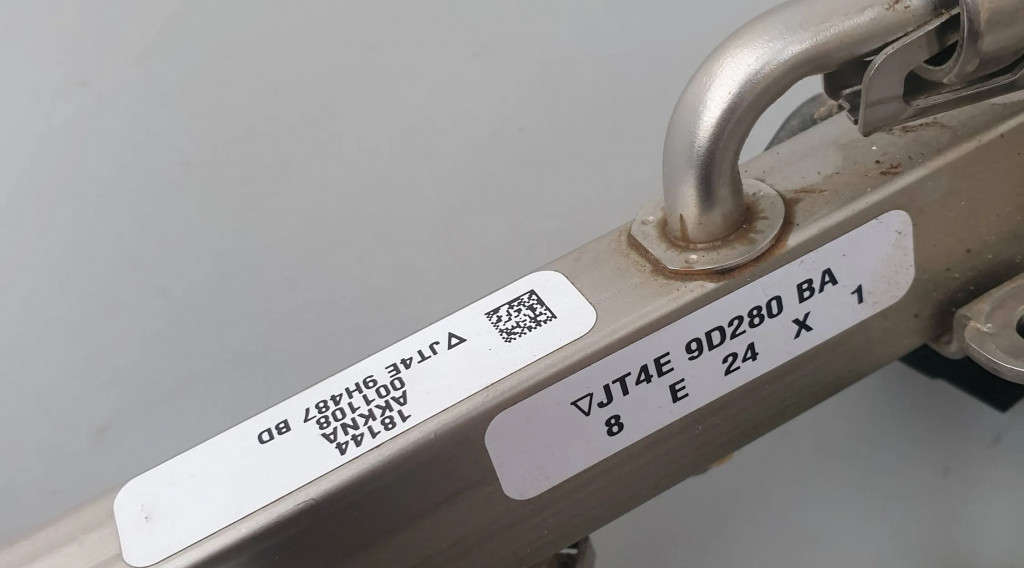 ▽JT4E 9H487 BD
001108
AKKNA
18144
▽JT4E 9D280 BA
8 E 24 X 1